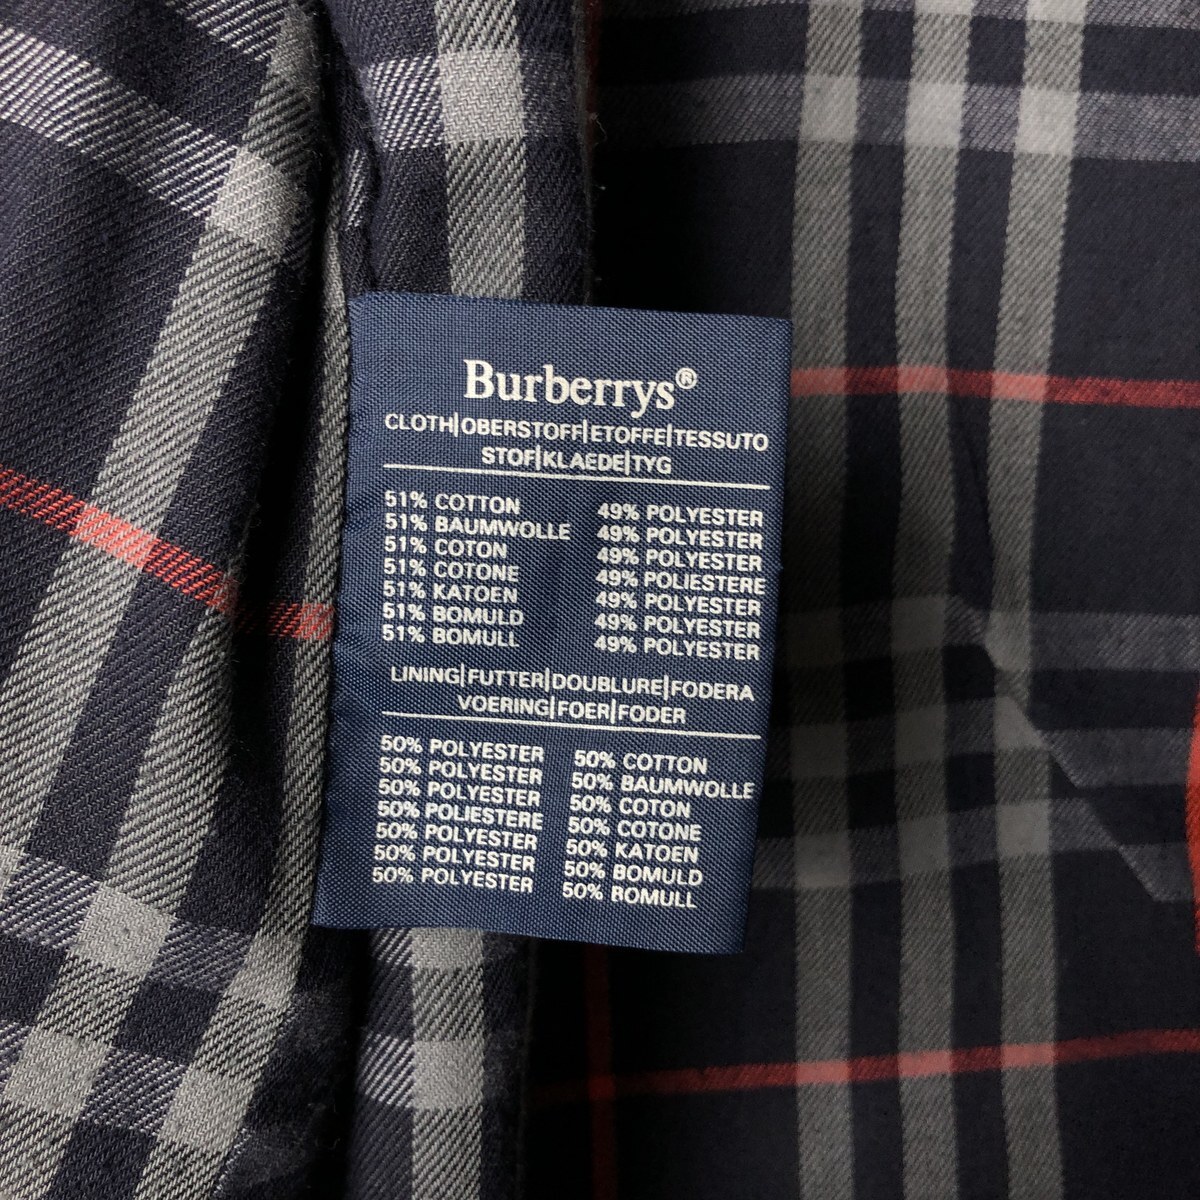 Burberrys®
CLOTH|OBERSTOFF|ETOFFE|TESSUTO
STOF|KLAEDE|TYG
51% COTTON 49% POLYESTER
51% BAUMWOLLE 49% POLYESTER
51% COTON 49% POLYESTER
51% COTONE 49% POLIESTERE
51% KATOEN 49% POLYESTER
51% BOMULD 49% POLYESTER
51% BOMULL 49% POLYESTER
LINING|FUTTER|DOUBLURE|FODERA
VOERING|FOER|FODER
50% POLYESTER 50% COTTON
50% POLYESTER 50% BAUMWOLLE
50% POLYESTER 50% COTON
50% POLIESTERE 50% COTONE
50% POLYESTER 50% KATOEN
50% POLYESTER 50% BOMULD
50% POLYESTER 50% BOMULL